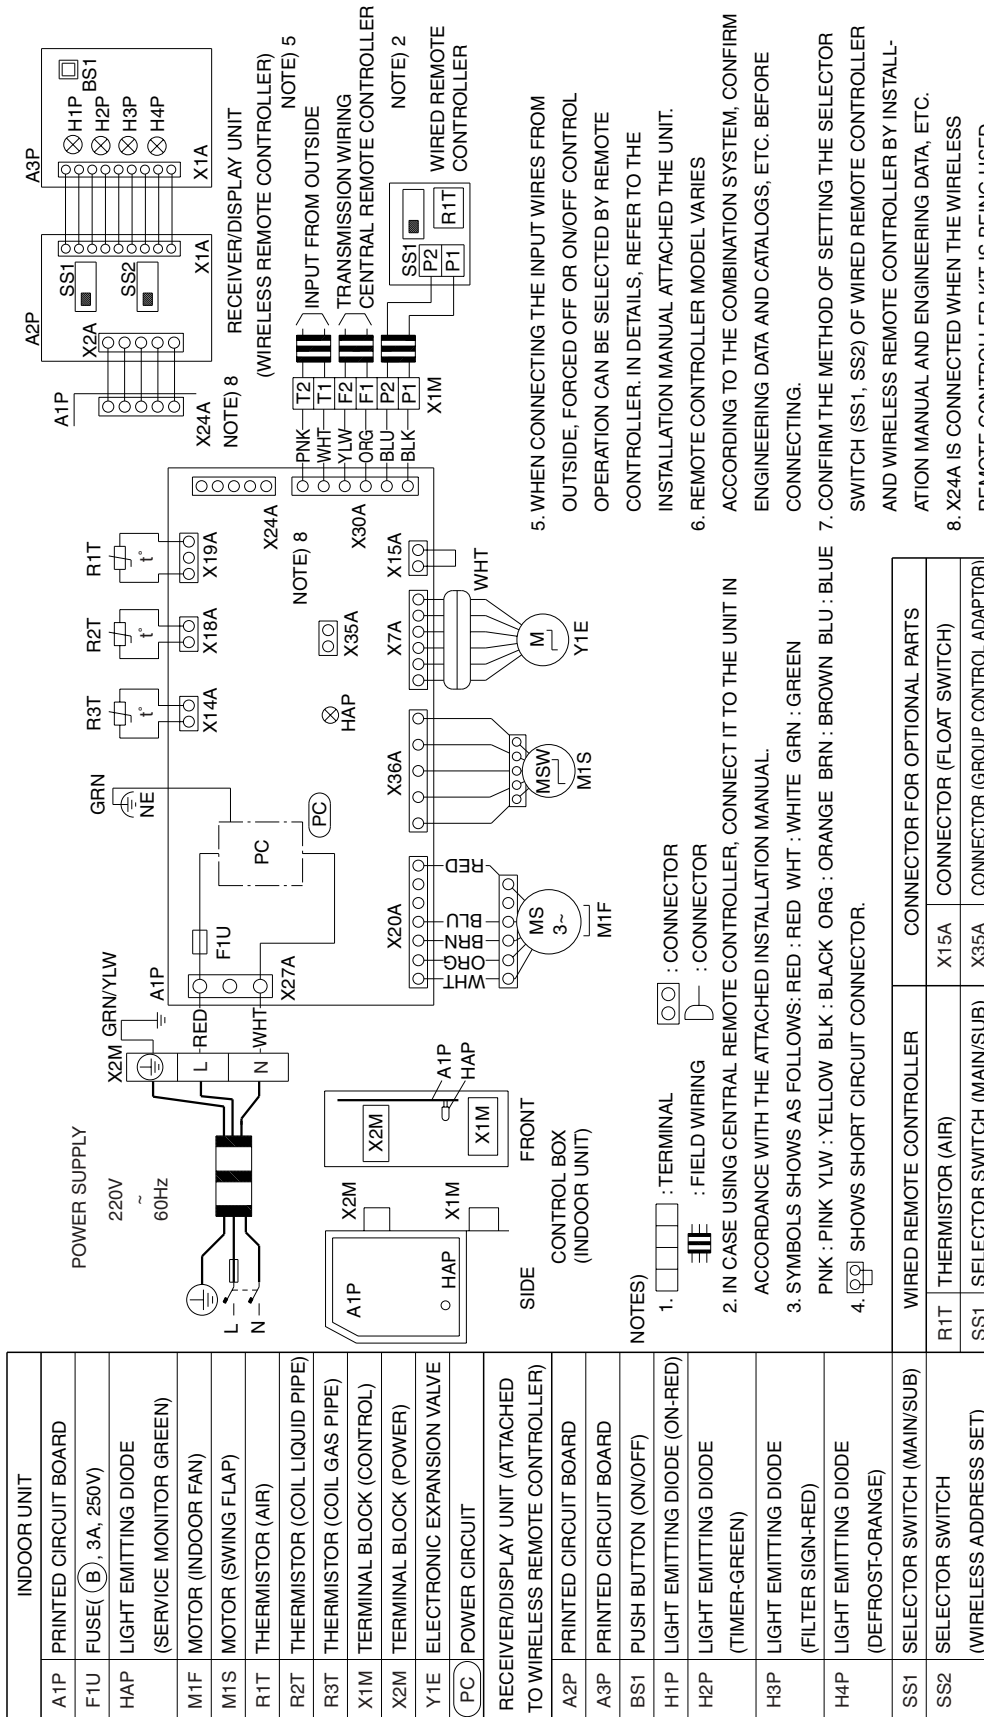 INDOOR UNIT
A1P PRINTED CIRCUIT BOARD
F1U FUSE( B , 3A, 250V)
HAP LIGHT EMITTING DIODE
(SERVICE MONITOR GREEN)
M1F MOTOR (INDOOR FAN)
M1S MOTOR (SWING FLAP)
R1T THERMISTOR (AIR)
R2T THERMISTOR (COIL LIQUID PIPE)
R3T THERMISTOR (COIL GAS PIPE)
X1M TERMINAL BLOCK (CONTROL)
X2M TERMINAL BLOCK (POWER)
Y1E ELECTRONIC EXPANSION VALVE
PC POWER CIRCUIT
RECEIVER/DISPLAY UNIT (ATTACHED
TO WIRELESS REMOTE CONTROLLER)
A2P PRINTED CIRCUIT BOARD
A3P PRINTED CIRCUIT BOARD
BS1 PUSH BUTTON (ON/OFF)
H1P LIGHT EMITTING DIODE (ON-RED)
H2P LIGHT EMITTING DIODE
(TIMER-GREEN)
H3P LIGHT EMITTING DIODE
(FILTER SIGN-RED)
H4P LIGHT EMITTING DIODE
(DEFROST-ORANGE)
SS1 SELECTOR SWITCH (MAIN/SUB)
SS2 SELECTOR SWITCH
(WIRELESS ADDRESS SET)
POWER SUPPLY
220V
~
60Hz
L
N
X2M
GRN/YLW
A1P
L
RED
N
WHT
X27A
F1U
PC
GRN
NE
PC
R3T
t°
X14A
R2T
t°
X18A
R1T
t°
X19A
HAP
X35A
X24A
NOTE) 8
X30A
X20A
X36A
X7A
X15A
WHT
ORG
BRN
BLU
RED
MS
3~
M1F
MSW
M1S
M
Y1E
WHT
PNK
WHT
YLW
ORG
BLU
BLK
T2
T1
F2
F1
P2
P1
X1M
A1P
X24A
NOTE) 8
A2P
X2A
SS1
SS2
X1A
A3P
BS1
H1P
H2P
H3P
H4P
X1A
RECEIVER/DISPLAY UNIT
(WIRELESS REMOTE CONTROLLER)
NOTE) 5
INPUT FROM OUTSIDE
TRANSMISSION WIRING
CENTRAL REMOTE CONTROLLER
NOTE) 2
SS1
P2
P1
R1T
WIRED REMOTE
CONTROLLER
A1P
HAP
X2M
X1M
SIDE
X2M
X1M
A1P
HAP
FRONT
CONTROL BOX
(INDOOR UNIT)
NOTES)
1. : TERMINAL : CONNECTOR
: FIELD WIRING : CONNECTOR
2. IN CASE USING CENTRAL REMOTE CONTROLLER, CONNECT IT TO THE UNIT IN
ACCORDANCE WITH THE ATTACHED INSTALLATION MANUAL.
3. SYMBOLS SHOWS AS FOLLOWS: RED : RED WHT : WHITE GRN : GREEN
PNK : PINK YLW : YELLOW BLK : BLACK ORG : ORANGE BRN : BROWN BLU : BLUE
4. SHOWS SHORT CIRCUIT CONNECTOR.
5. WHEN CONNECTING THE INPUT WIRES FROM
OUTSIDE, FORCED OFF OR ON/OFF CONTROL
OPERATION CAN BE SELECTED BY REMOTE
CONTROLLER. IN DETAILS, REFER TO THE
INSTALLATION MANUAL ATTACHED THE UNIT.
6. REMOTE CONTROLLER MODEL VARIES
ACCORDING TO THE COMBINATION SYSTEM, CONFIRM
ENGINEERING DATA AND CATALOGS, ETC. BEFORE
CONNECTING.
7. CONFIRM THE METHOD OF SETTING THE SELECTOR
SWITCH (SS1, SS2) OF WIRED REMOTE CONTROLLER
AND WIRELESS REMOTE CONTROLLER BY INSTALL-
ATION MANUAL AND ENGINEERING DATA, ETC.
8. X24A IS CONNECTED WHEN THE WIRELESS
REMOTE CONTROLLER KIT IS BEING USED
WIRED REMOTE CONTROLLER
R1T THERMISTOR (AIR)
SS1 SELECTOR SWITCH (MAIN/SUB)
CONNECTOR FOR OPTIONAL PARTS
X15A CONNECTOR (FLOAT SWITCH)
X35A CONNECTOR (GROUP CONTROL ADAPTOR)